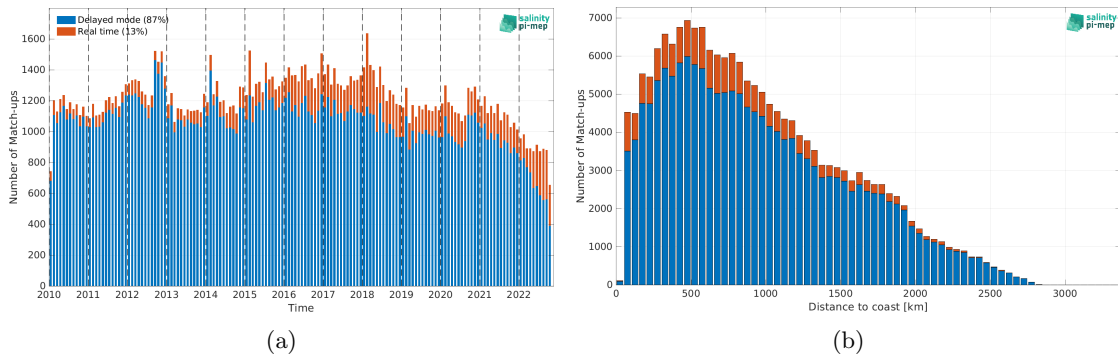 Delayed mode (87%)
Real time (13%)
salinity
pi-mep
Number of Match-ups
1600
1400
1200
1000
800
600
400
200
0
2010 2011 2012 2013 2014 2015 2016 2017 2018 2019 2020 2021 2022
Time
(a)
salinity
pi-mep
Number of Match-ups
7000
6000
5000
4000
3000
2000
1000
0
0 500 1000 1500 2000 2500 3000
Distance to coast [km]
(b)